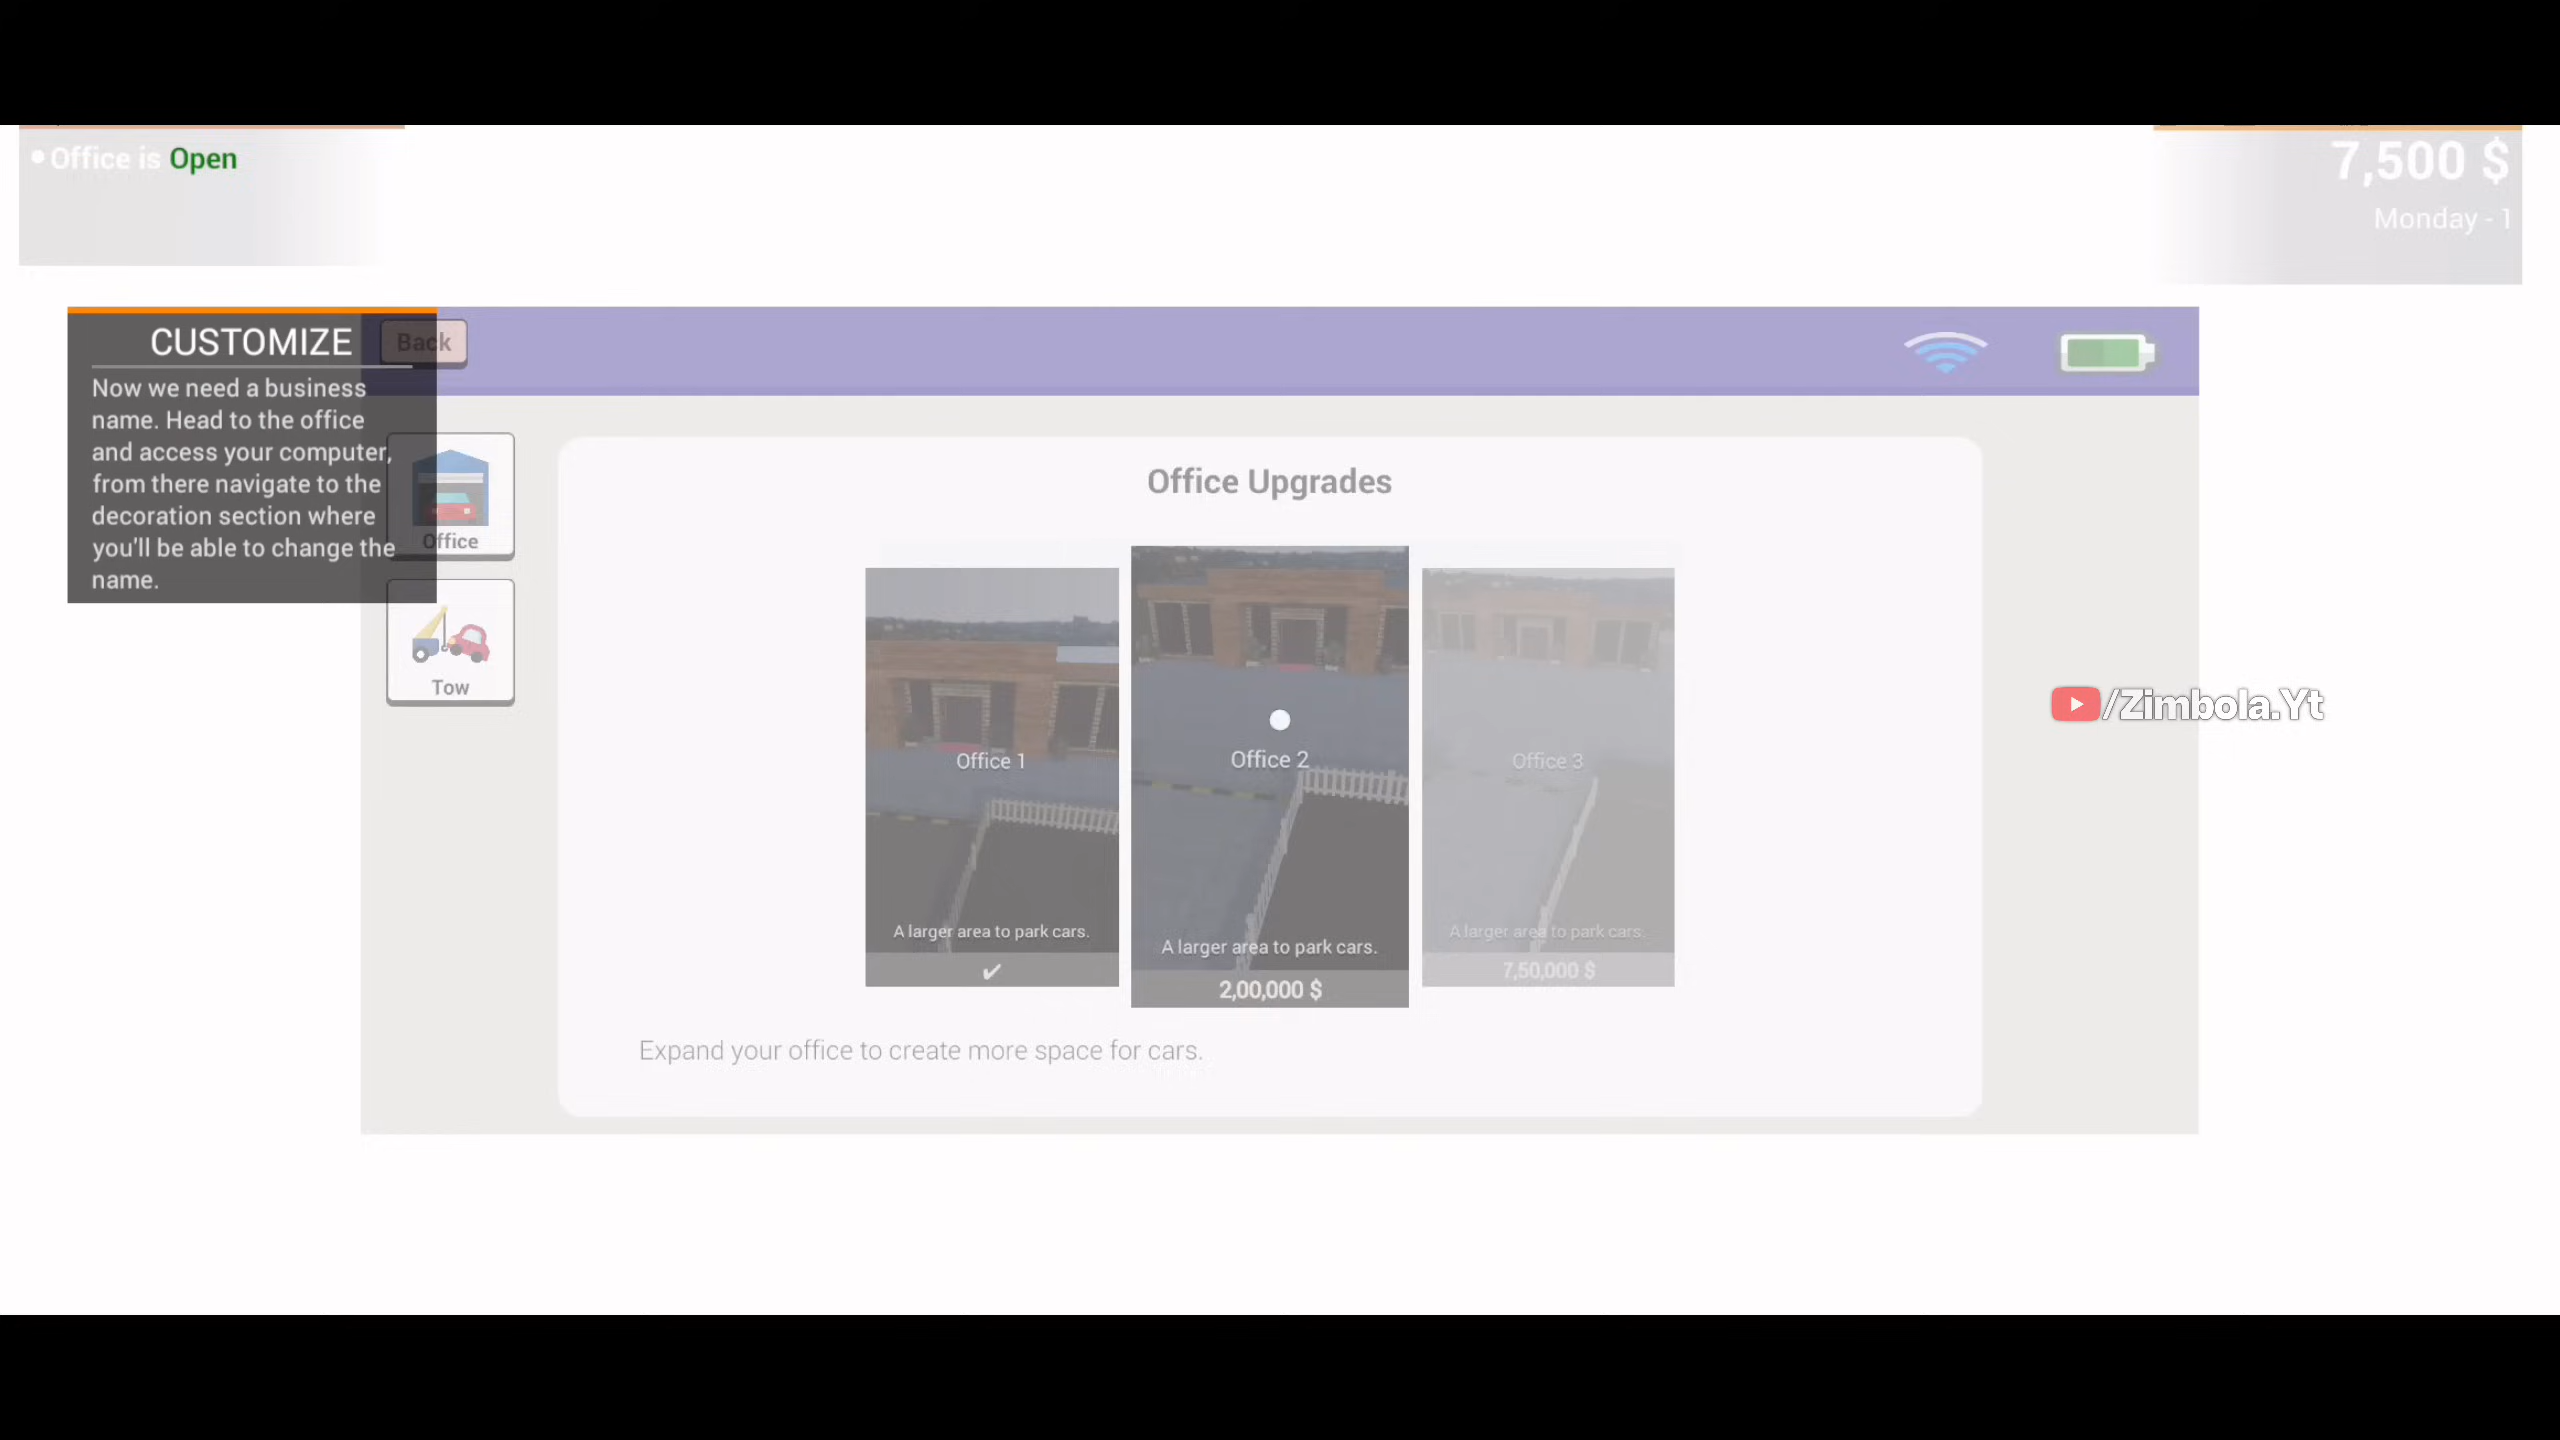 Office is Open
7,500 $
Monday - 1
CUSTOMIZE
Now we need a business
name. Head to the office
and access your computer,
from there navigate to the
decoration section where
you'll be able to change the
name.
Back
Office
Tow
Office Upgrades
Office 1
A larger area to park cars.
✔
Office 2
A larger area to park cars.
2,00,000 $
Office 3
A larger area to park cars.
7,50,000 $
Expand your office to create more space for cars.
/Zimbola.Yt